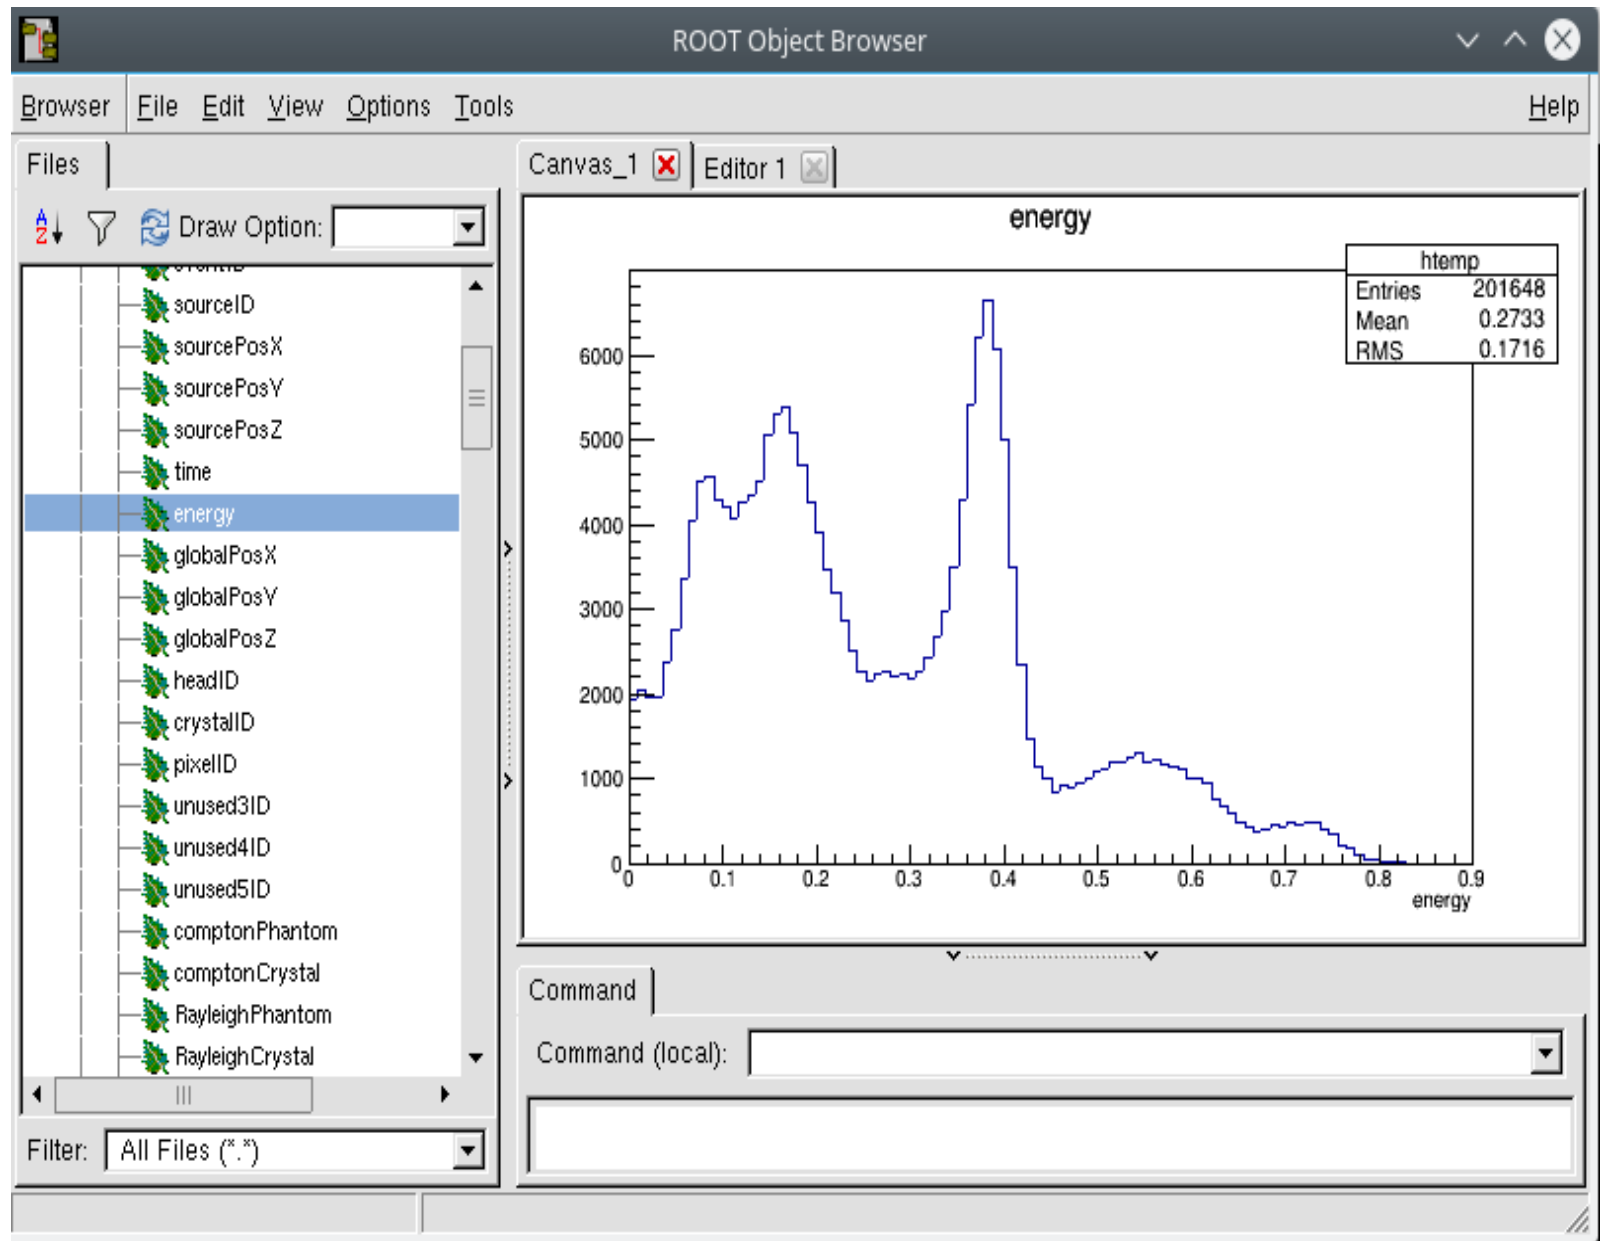 ROOT Object Browser
Browser File Edit View Options Tools Help
Files
Draw Option:
sourceID
sourcePosX
sourcePosY
sourcePosZ
time
energy
globalPosX
globalPosY
globalPosZ
headID
crystalID
pixelID
unused3ID
unused4ID
unused5ID
comptonPhantom
comptonCrystal
RayleighPhantom
RayleighCrystal
Filter: All Files (*.*)
Canvas_1 Editor 1
energy
htemp
Entries 201648
Mean 0.2733
RMS 0.1716
6000
5000
4000
3000
2000
1000
0
0 0.1 0.2 0.3 0.4 0.5 0.6 0.7 0.8 0.9
energy
Command
Command (local):